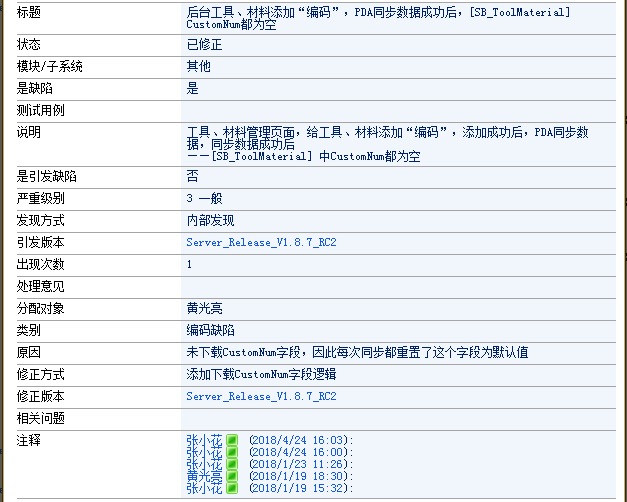 标题 后台工具、材料添加“编码”，PDA同步数据成功后，[SB_ToolMaterial]
CustomNum都为空
状态 已修正
模块/子系统 其他
是缺陷 是
测试用例
说明 工具、材料管理页面，给工具、材料添加“编码”，添加成功后，PDA同步数
据，同步数据成功后
——[SB_ToolMaterial] 中CustomNum都为空
是引发缺陷 否
严重级别 3 一般
发现方式 内部发现
引发版本 Server_Release_V1.8.7_RC2
出现次数 1
处理意见
分配对象 黄光亮
类别 编码缺陷
原因 未下载CustomNum字段，因此每次同步都重置了这个字段为默认值
修正方式 添加下载CustomNum字段逻辑
修正版本 Server_Release_V1.8.7_RC2
相关问题
注释 张小花 (2018/4/24 16:03):
张小花 (2018/4/24 16:00):
张小花 (2018/1/23 11:26):
黄光亮 (2018/1/19 18:30):
张小花 (2018/1/19 15:32):